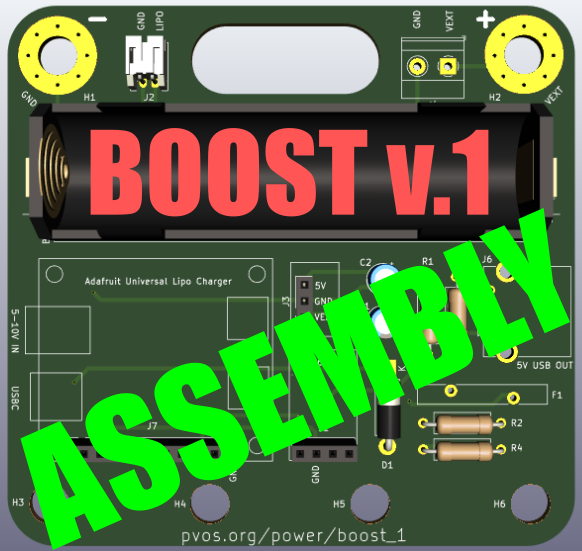 GND
LIPO
GND
VEXT
−
+
GND
H1
J2
H2
VEXT
BOOST v.1
ASSEMBLY
Adafruit Universal Lipo Charger
5-10V IN
USBC
J3
5V
GND
C2
R1
J6
5V USB OUT
F1
R2
R4
D1
K
J7
GND
GND
H3
H4
H5
H6
pvos.org/power/boost_1